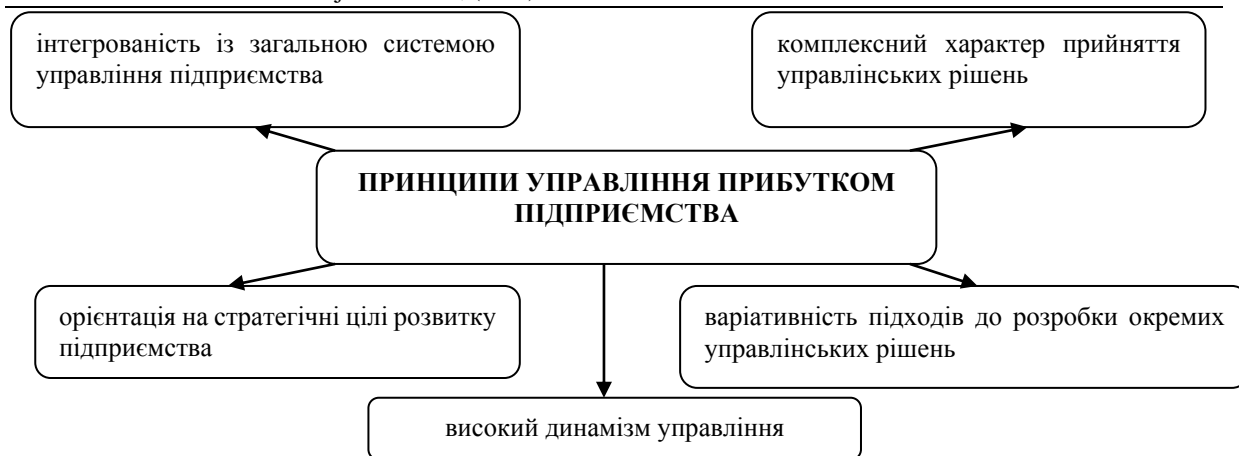 інтегрованість із загальною системою
управління підприємства
комплексний характер прийняття
управлінських рішень
ПРИНЦИПИ УПРАВЛІННЯ ПРИБУТКОМ
ПІДПРИЄМСТВА
орієнтація на стратегічні цілі розвитку
підприємства
варіативність підходів до розробки окремих
управлінських рішень
високий динамізм управління